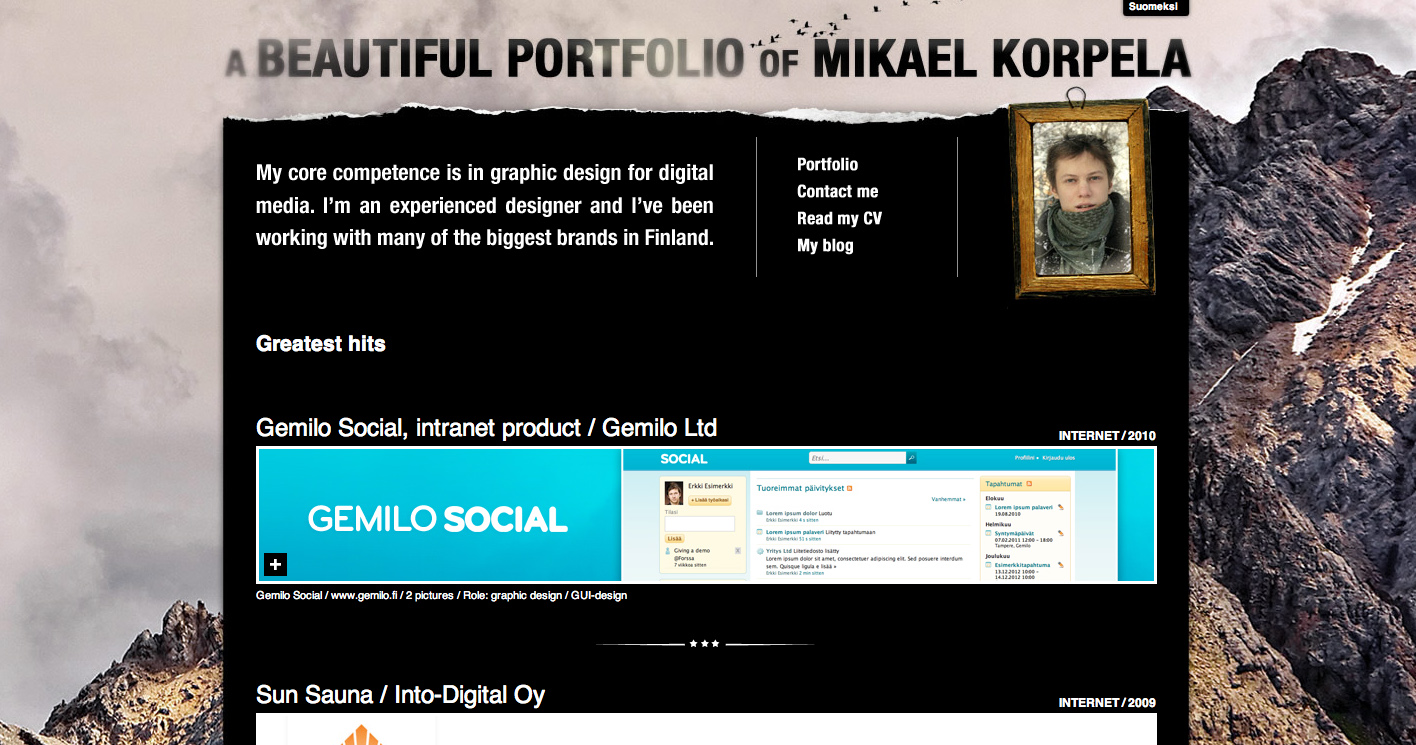 Suomeksi
A BEAUTIFUL PORTFOLIO OF MIKAEL KORPELA
My core competence is in graphic design for digital
media. I'm an experienced designer and I've been
working with many of the biggest brands in Finland.
Portfolio
Contact me
Read my CV
My blog
Greatest hits
Gemilo Social, intranet product / Gemilo Ltd
INTERNET / 2010
GEMILO SOCIAL
SOCIAL
Etsi...
Profiilini
Kirjaudu ulos
Erkki Esimerkki
+ Lisää työkaluksi
Tilasi
Lisää
Giving a demo
@Forssa
7 viikkoa sitten
Tuoreimmat päivitykset
Vanhemmat »
Lorem ipsum dolor Luotu
Erkki Esimerkki 4 s sitten
Lorem ipsum palaveri Liitytty tapahtumaan
Erkki Esimerkki 51 s sitten
Yritys Ltd Liitetiedosto lisätty
Lorem ipsum dolor sit amet, consectetuer adipiscing elit. Sed posuere interdum
sem. Quisque ligula e lisää »
Erkki Esimerkki 2 min sitten
Tapahtumat
Elokuu
Lorem ipsum palaveri
19.08.2010
Helmikuu
Syntymäpäivät
07.02.2011 12:00 - 18:00
Tampere, Gemilo
Joulukuu
Esimerkkitapahtuma
13.12.2012 10:00 -
14.12.2012 10:00
Gemilo Social / www.gemilo.fi / 2 pictures / Role: graphic design / GUI-design
Sun Sauna / Into-Digital Oy
INTERNET / 2009